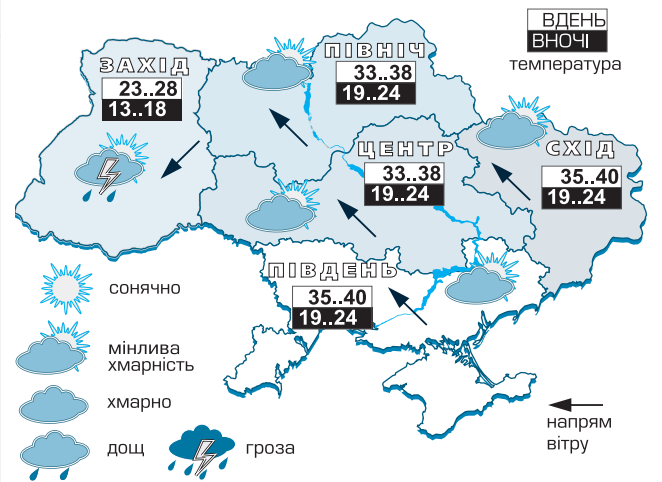 ВДЕНЬ
ВНОЧІ
температура
ЗАХІД
23..28
13..18
ПІВНІЧ
33..38
19..24
ЦЕНТР
33..38
19..24
СХІД
35..40
19..24
ПІВДЕНЬ
35..40
19..24
сонячно
мінлива
хмарність
хмарно
дощ
гроза
напрям
вітру